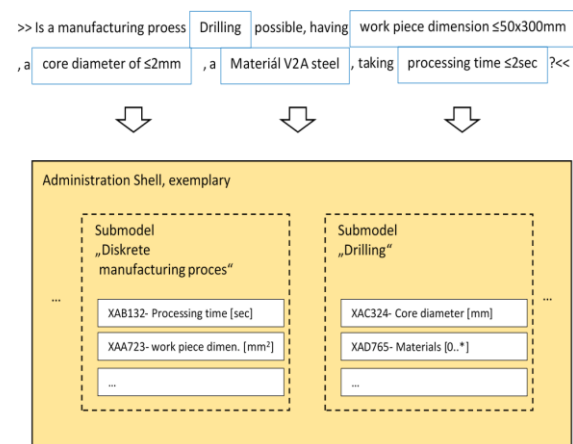 >> Is a manufacturing proess Drilling possible, having work piece dimension ≤50x300mm
, a core diameter of ≤2mm , a Materiál V2A steel , taking processing time ≤2sec ?<<
Administration Shell, exemplary
Submodel
„Diskrete
manufacturing proces“
...
XAB132- Processing time [sec]
XAA723- work piece dimen. [mm²]
...
Submodel
„Drilling“
...
XAC324- Core diameter [mm]
XAD765- Materials [0..*]
...